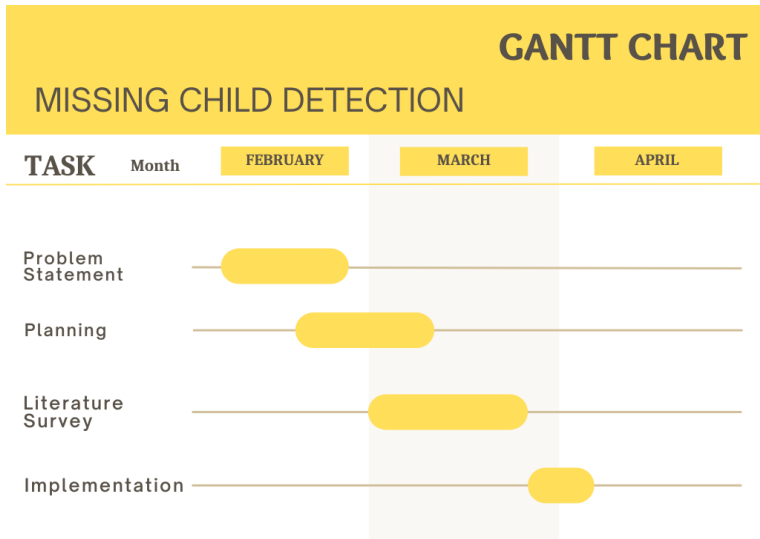 GANTT CHART
MISSING CHILD DETECTION
TASK Month FEBRUARY MARCH APRIL
Problem
Statement
Planning
Literature
Survey
Implementation